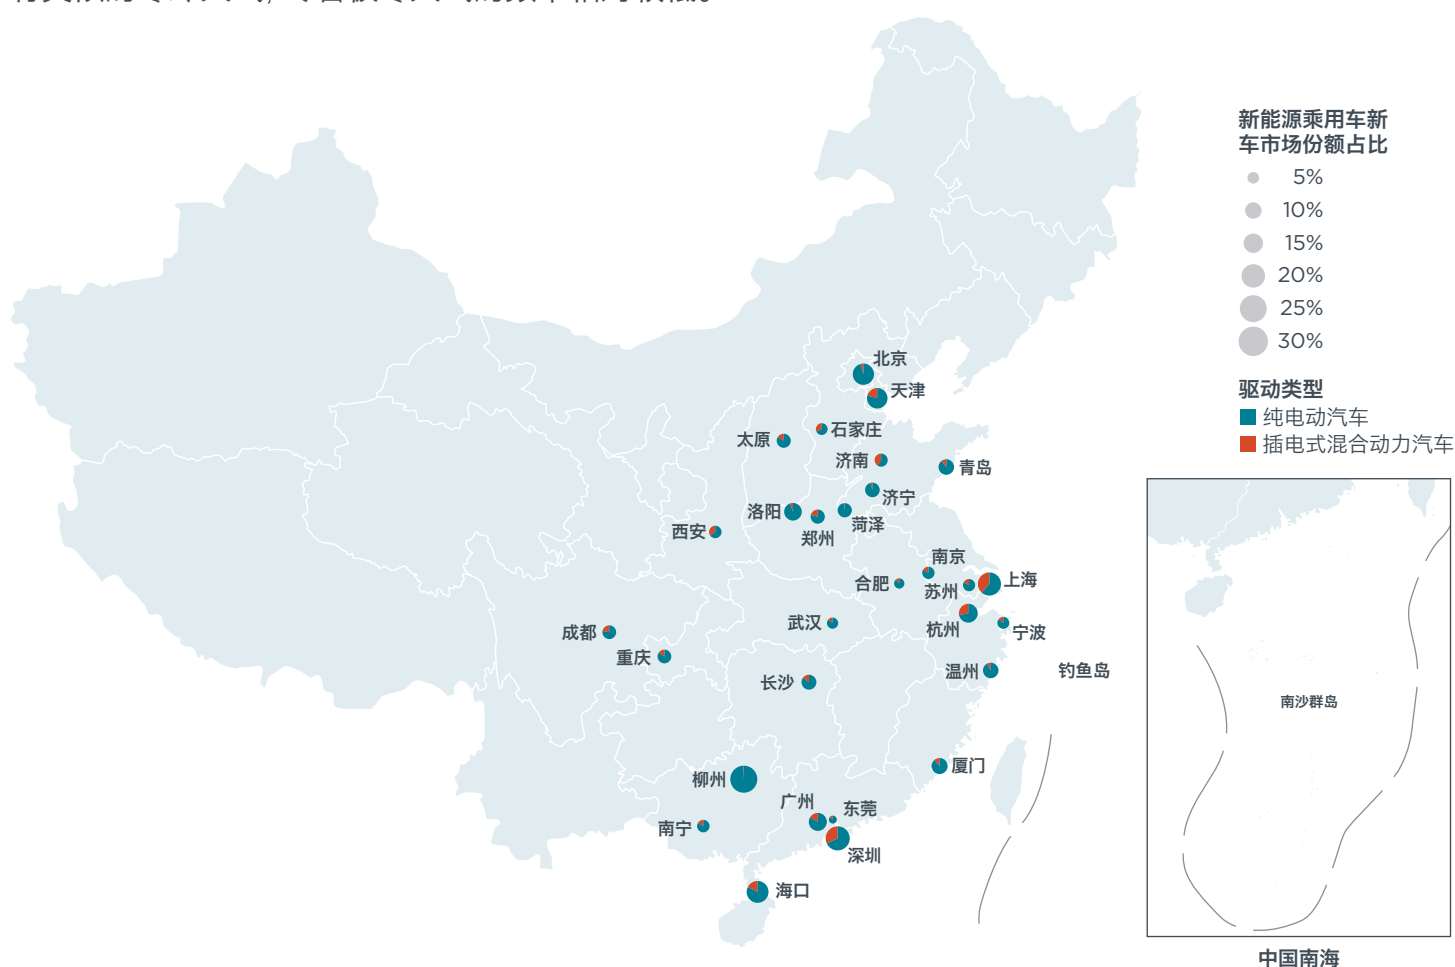 新能源乘用车新
车市场份额占比
5%
10%
15%
20%
25%
30%
驱动类型
纯电动汽车
插电式混合动力汽车
北京
天津
石家庄
太原
济南
青岛
济宁
洛阳
郑州
菏泽
西安
南京
合肥
苏州
上海
武汉
杭州
宁波
成都
重庆
长沙
温州
钓鱼岛
柳州
厦门
广州
东莞
南宁
深圳
海口
南沙群岛
中国南海